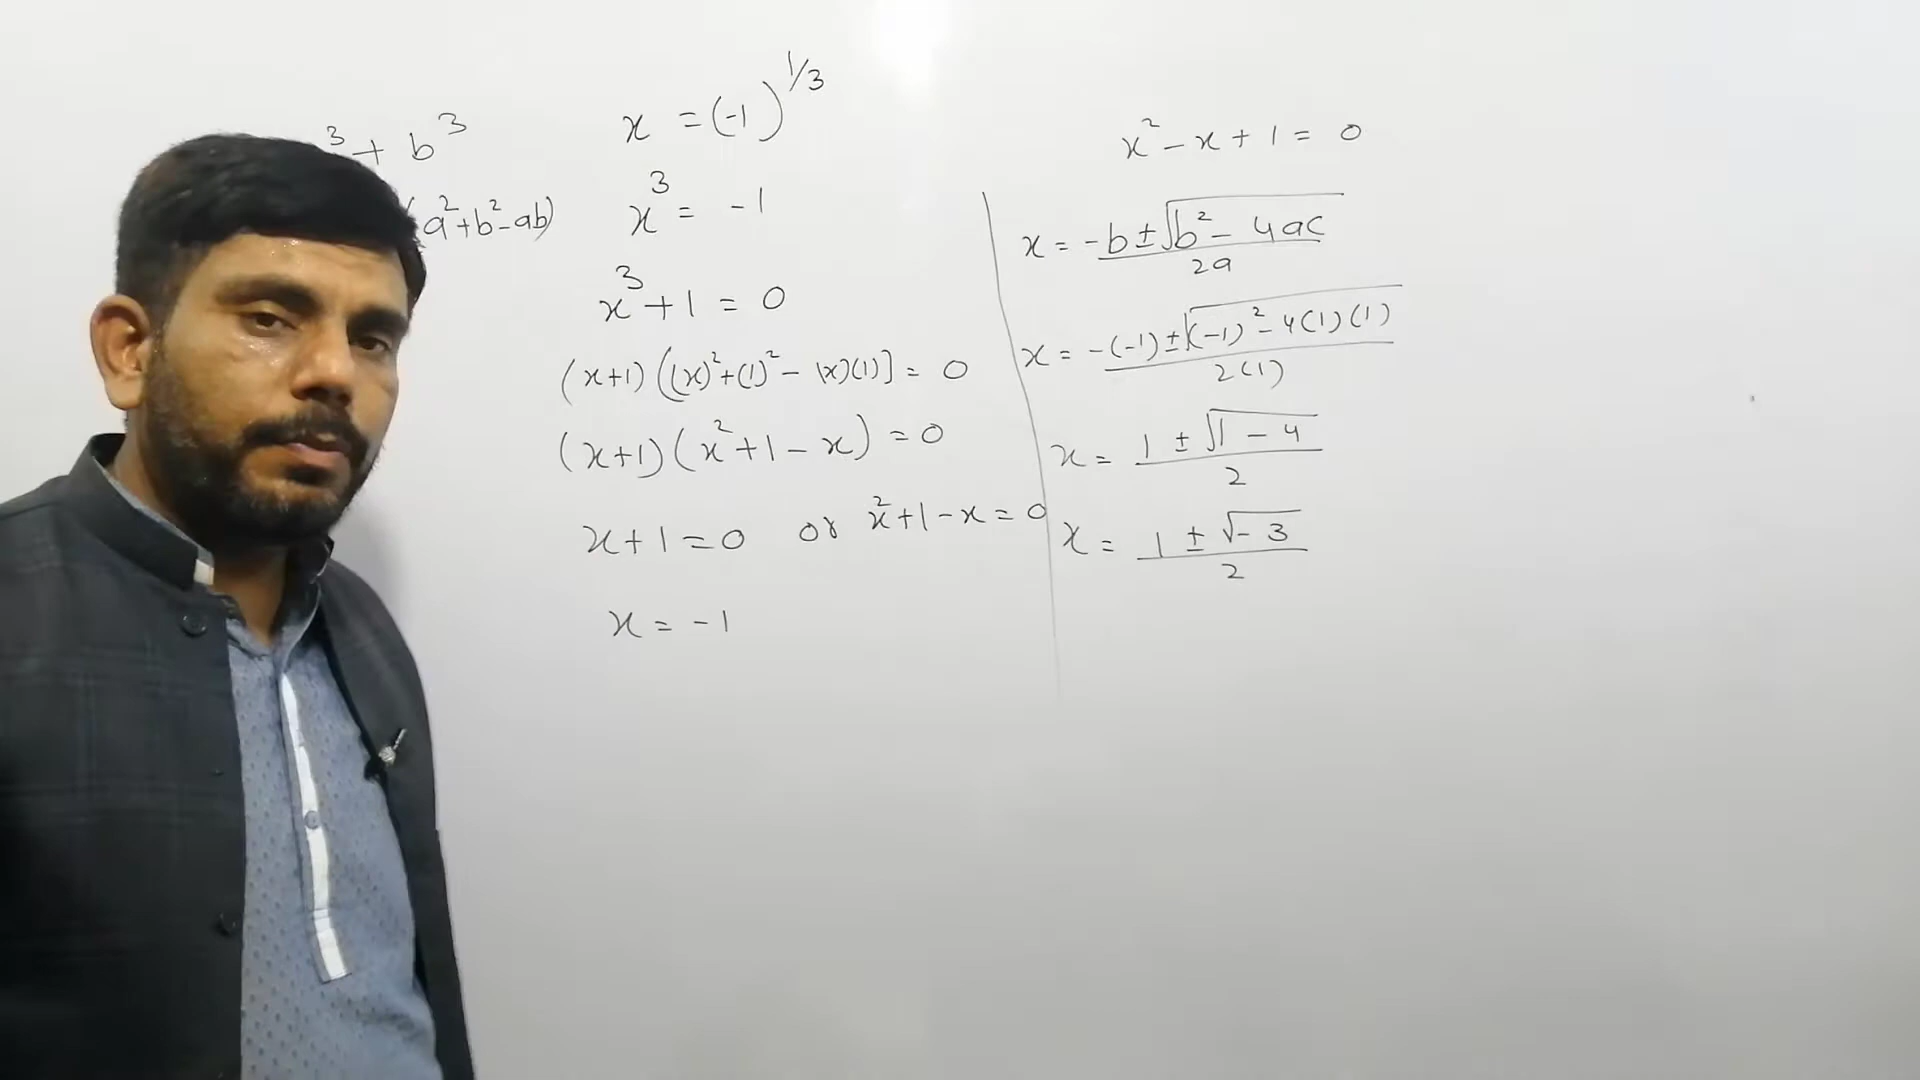 ³ + b³
(a²+b²-ab)
x = (-1)^1/3
x³ = -1
x³+1 = 0
(x+1)((x)²+(1)²-(x)(1)] = 0
(x+1)(x²+1-x) = 0
x+1=0 or x²+1-x=0
x = -1
x²-x+1 = 0
x = -b±√b²-4ac / 2a
x = -(-1)±√(-1)²-4(1)(1) / 2(1)
x = 1±√1-4 / 2
x = 1±√-3 / 2